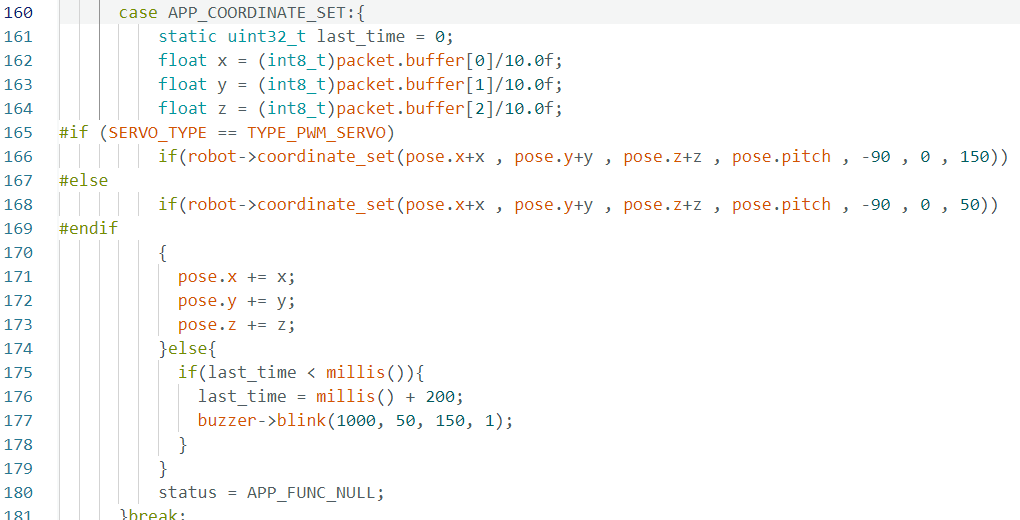 160 case APP_COORDINATE_SET:{
161 static uint32_t last_time = 0;
162 float x = (int8_t)packet.buffer[0]/10.0f;
163 float y = (int8_t)packet.buffer[1]/10.0f;
164 float z = (int8_t)packet.buffer[2]/10.0f;
165 #if (SERVO_TYPE == TYPE_PWM_SERVO)
166 if(robot->coordinate_set(pose.x+x , pose.y+y , pose.z+z , pose.pitch , -90 , 0 , 150))
167 #else
168 if(robot->coordinate_set(pose.x+x , pose.y+y , pose.z+z , pose.pitch , -90 , 0 , 50))
169 #endif
170 {
171 pose.x += x;
172 pose.y += y;
173 pose.z += z;
174 }else{
175 if(last_time < millis()){
176 last_time = millis() + 200;
177 buzzer->blink(1000, 50, 150, 1);
178 }
179 }
180 status = APP_FUNC_NULL;
181 }break;